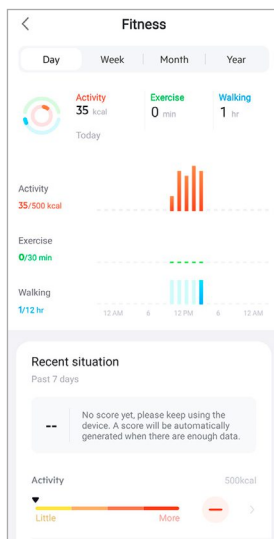 Fitness
Day Week Month Year
Activity Exercise Walking
35 kcal 0 min 1 hr
Today
Activity
35/500 kcal
Exercise
0/30 min
Walking
1/12 hr
12 AM 6 12 PM 6 12 AM
Recent situation
Past 7 days
-- No score yet, please keep using the
device. A score will be automatically
generated when there are enough data.
Activity 500kcal
Little More